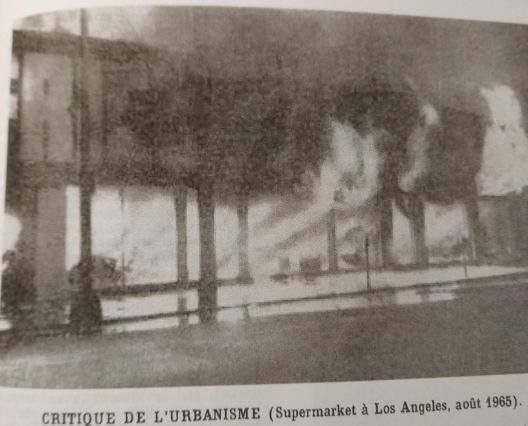 CRITIQUE DE L'URBANISME (Supermarket à Los Angeles, août 1965).